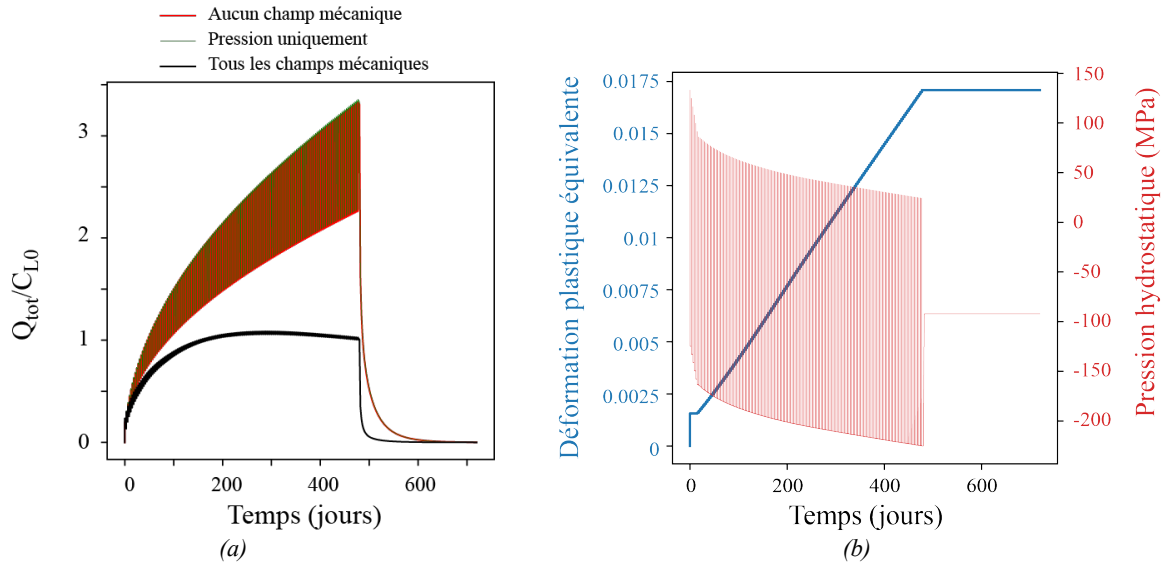 Aucun champ mécanique
Pression uniquement
Tous les champs mécaniques
Q_tot/C_L0
3
2
1
0
0 200 400 600
Temps (jours)
(a)
Déformation plastique équivalente
0.0175
0.015
0.0125
0.01
0.0075
0.005
0.0025
0
150
100
50
0
-50
-100
-150
-200
Pression hydrostatique (MPa)
0 200 400 600
Temps (jours)
(b)